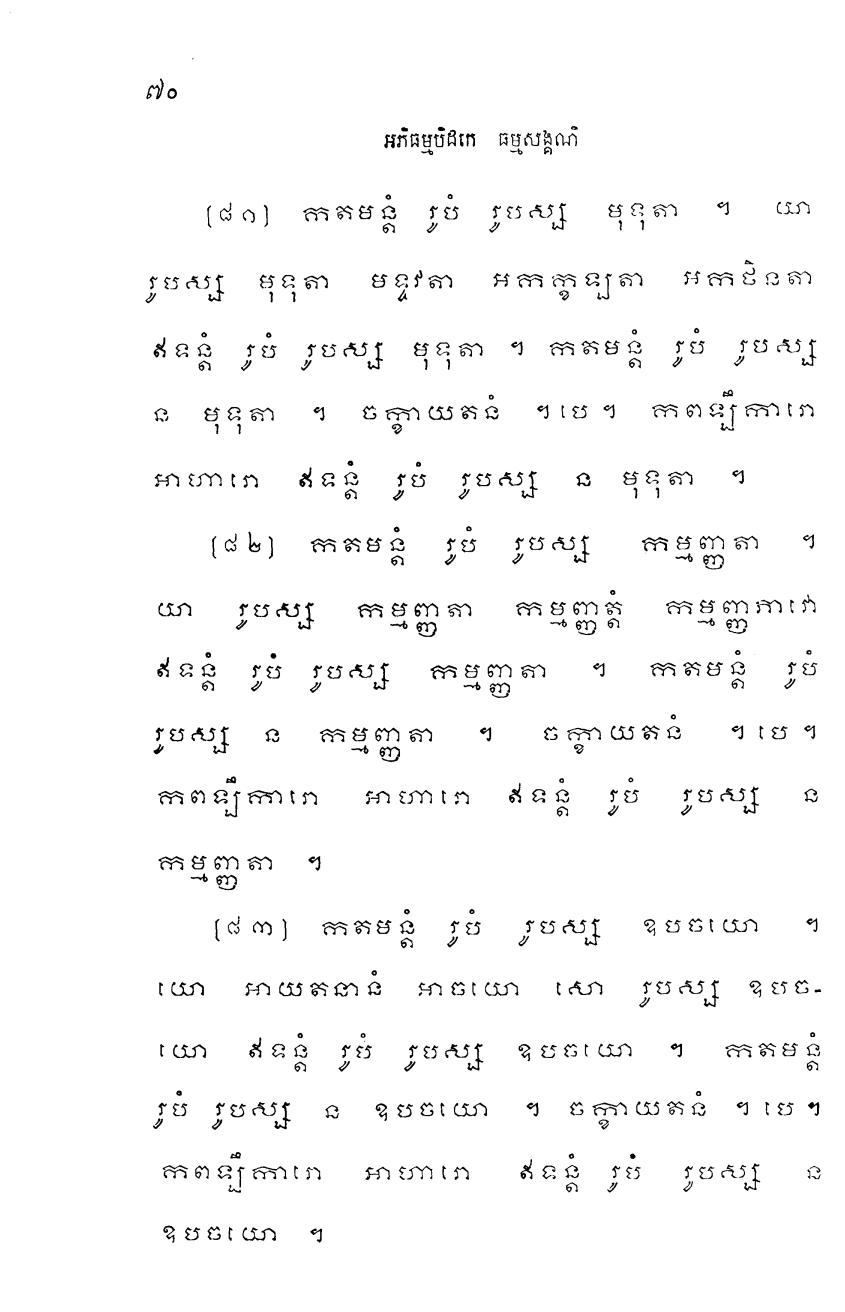 ៧០
អភិធម្មបិដកេ ធម្មសង្គណី
[៨១] កតមន្តំ រូបំ រូបស្ស មុទុតា ។ យា
រូបស្ស មុទុតា មទ្ទវតា អកក្ខឡតា អកថិនតា
ឥទន្តំ រូបំ រូបស្ស មុទុតា ។ កតមន្តំ រូបំ រូបស្ស
ន មុទុតា ។ ចក្ខាយតនំ ។បេ។ កពឡីការោ
អាហារោ ឥទន្តំ រូបំ រូបស្ស ន មុទុតា ។
[៨២] កតមន្តំ រូបំ រូបស្ស កម្មញ្ញតា ។
យា រូបស្ស កម្មញ្ញតា កម្មញ្ញត្តំ កម្មញ្ញភាវោ
ឥទន្តំ រូបំ រូបស្ស កម្មញ្ញតា ។ កតមន្តំ រូបំ
រូបស្ស ន កម្មញ្ញតា ។ ចក្ខាយតនំ ។បេ។
កពឡីការោ អាហារោ ឥទន្តំ រូបំ រូបស្ស ន
កម្មញ្ញតា ។
[៨៣] កតមន្តំ រូបំ រូបស្ស ឧបចយោ ។
យោ អាយតនានំ អាចយោ សោ រូបស្ស ឧបច-
យោ ឥទន្តំ រូបំ រូបស្ស ឧបចយោ ។ កតមន្តំ
រូបំ រូបស្ស ន ឧបចយោ ។ ចក្ខាយតនំ ។បេ។
កពឡីការោ អាហារោ ឥទន្តំ រូបំ រូបស្ស ន
ឧបចយោ ។